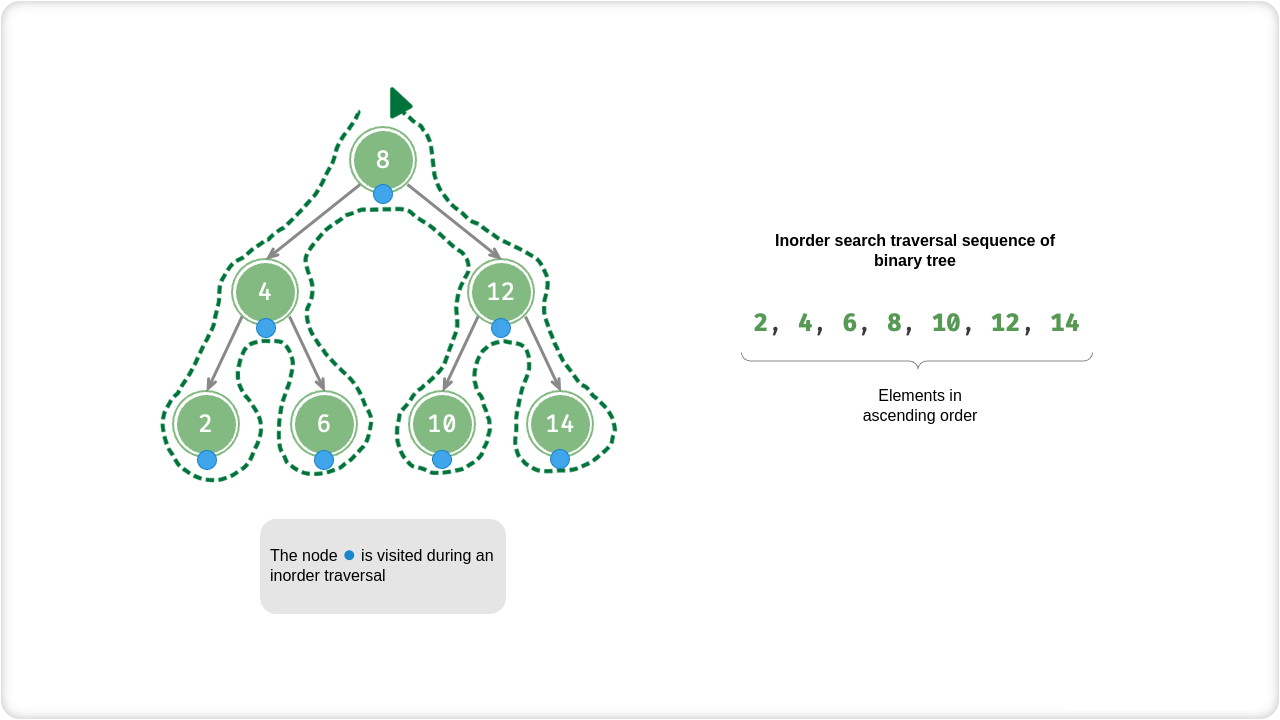 8
4
12
2
6
10
14
Inorder search traversal sequence of
binary tree
2, 4, 6, 8, 10, 12, 14
Elements in
ascending order
The node is visited during an
inorder traversal